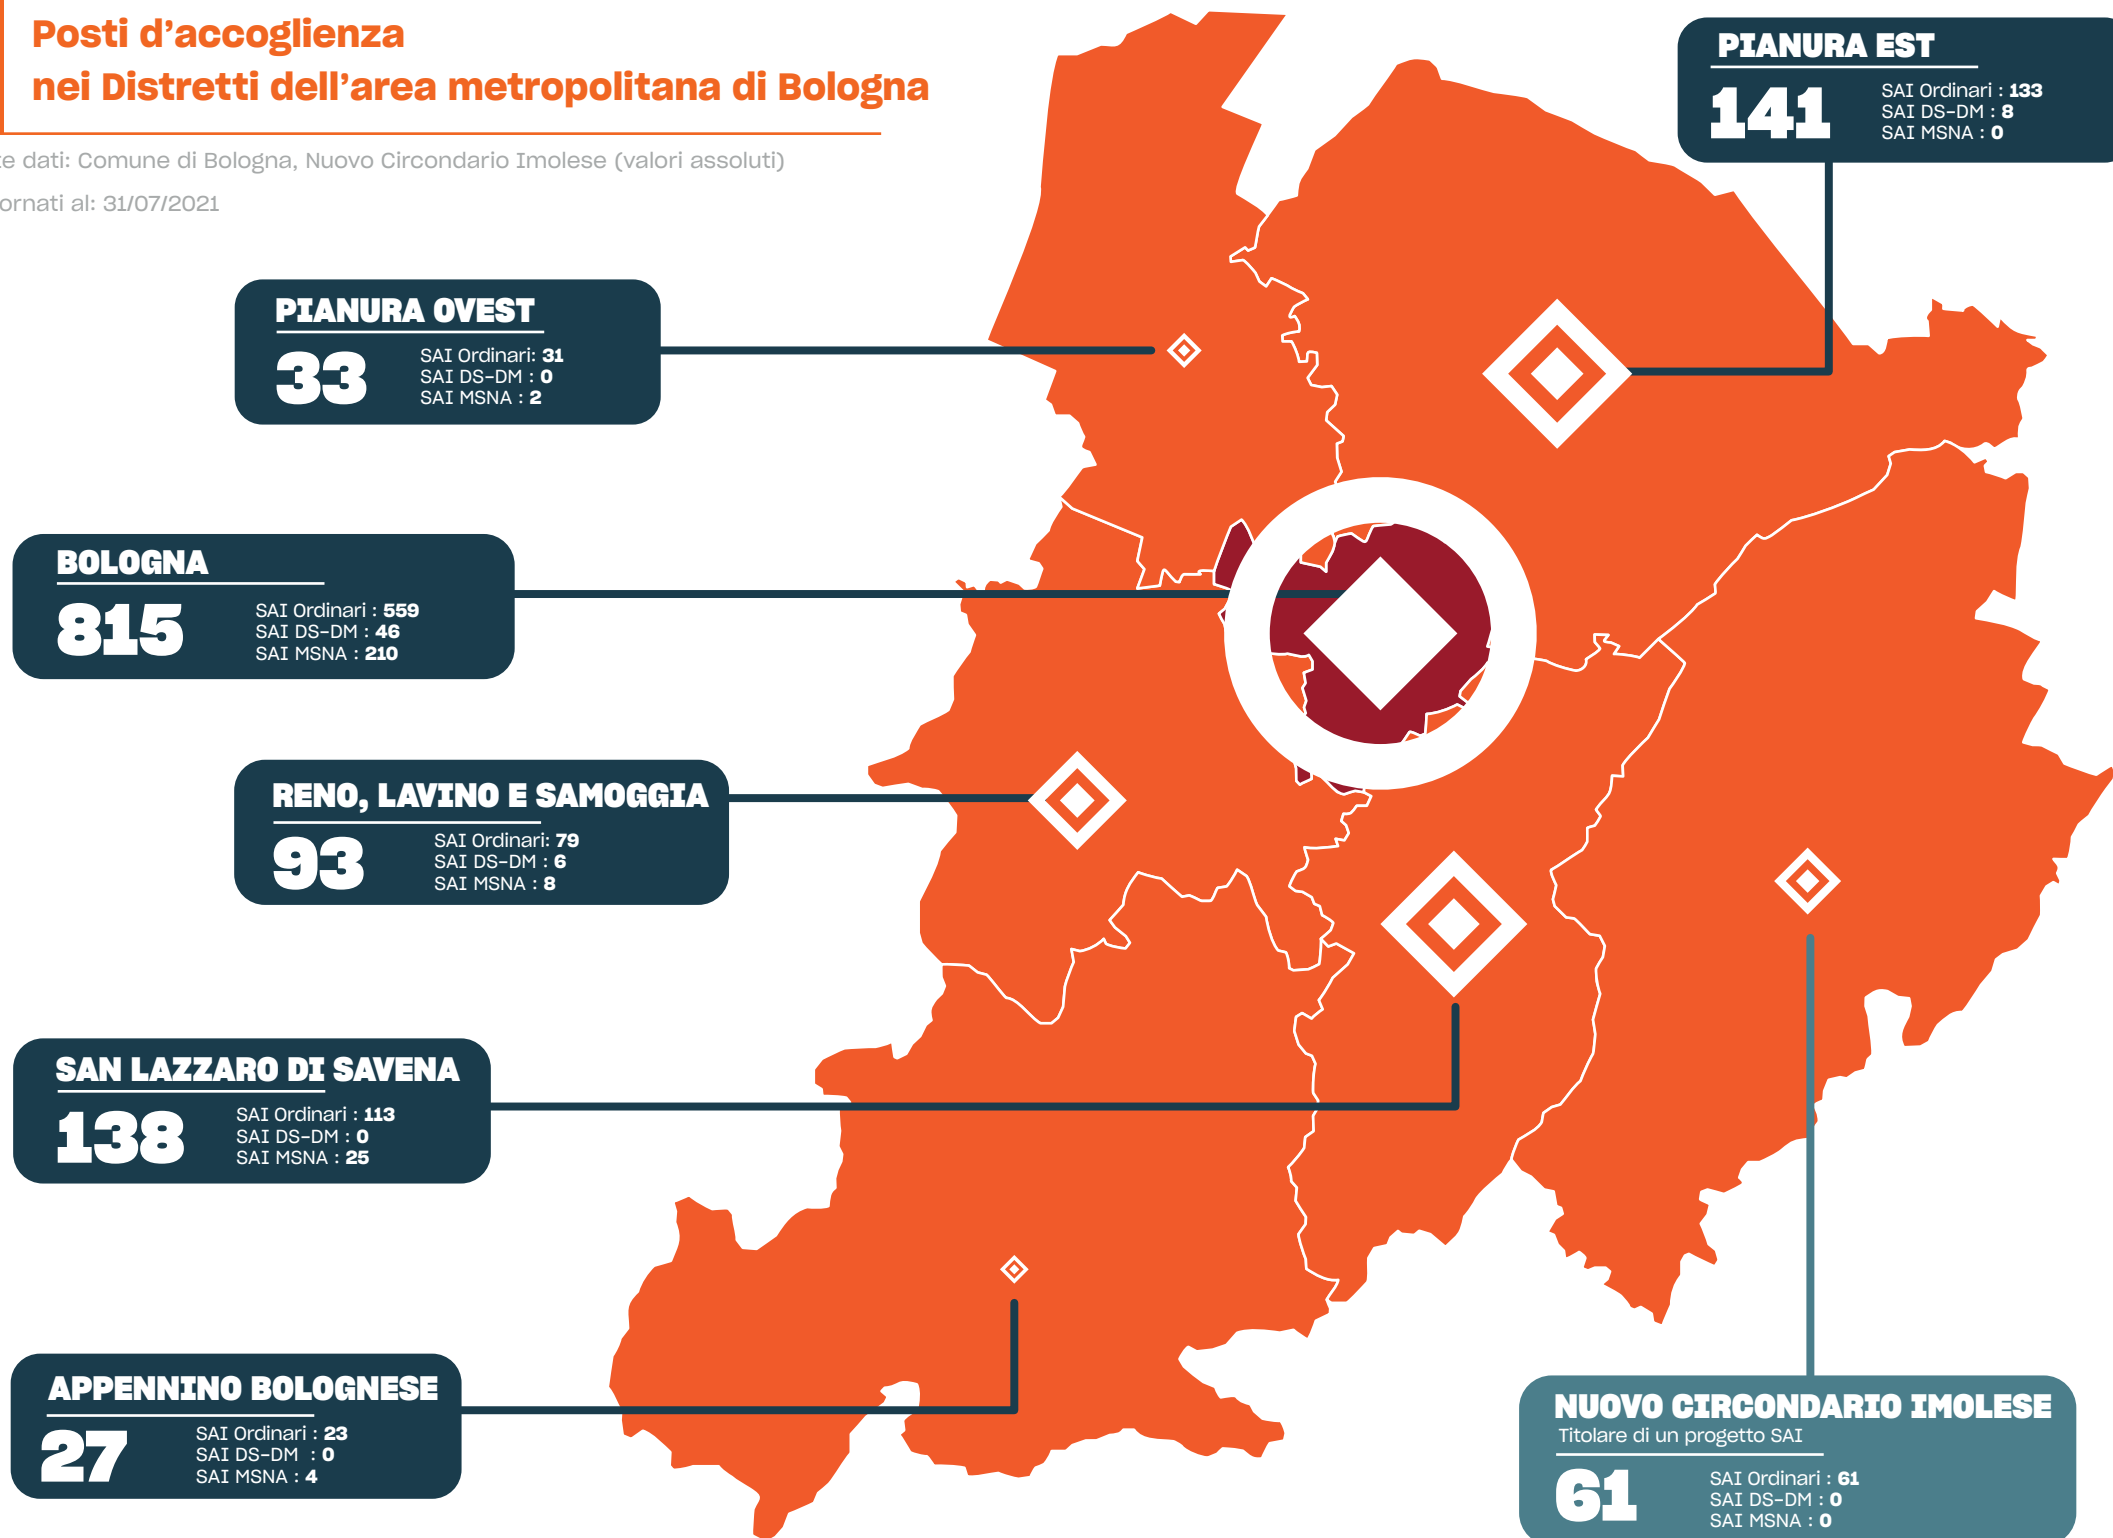 Posti d'accoglienza
nei Distretti dell'area metropolitana di Bologna
dati: Comune di Bologna, Nuovo Circondario Imolese (valori assoluti)
al: 31/07/2021
PIANURA EST
141
SAI Ordinari : 133
SAI DS-DM : 8
SAI MSNA : 0
PIANURA OVEST
33
SAI Ordinari: 31
SAI DS-DM : 0
SAI MSNA : 2
BOLOGNA
815
SAI Ordinari : 559
SAI DS-DM : 46
SAI MSNA : 210
RENO, LAVINO E SAMOGGIA
93
SAI Ordinari: 79
SAI DS-DM : 6
SAI MSNA : 8
SAN LAZZARO DI SAVENA
138
SAI Ordinari : 113
SAI DS-DM : 0
SAI MSNA : 25
APPENNINO BOLOGNESE
27
SAI Ordinari : 23
SAI DS-DM : 0
SAI MSNA : 4
NUOVO CIRCONDARIO IMOLESE
Titolare di un progetto SAI
61
SAI Ordinari : 61
SAI DS-DM : 0
SAI MSNA : 0